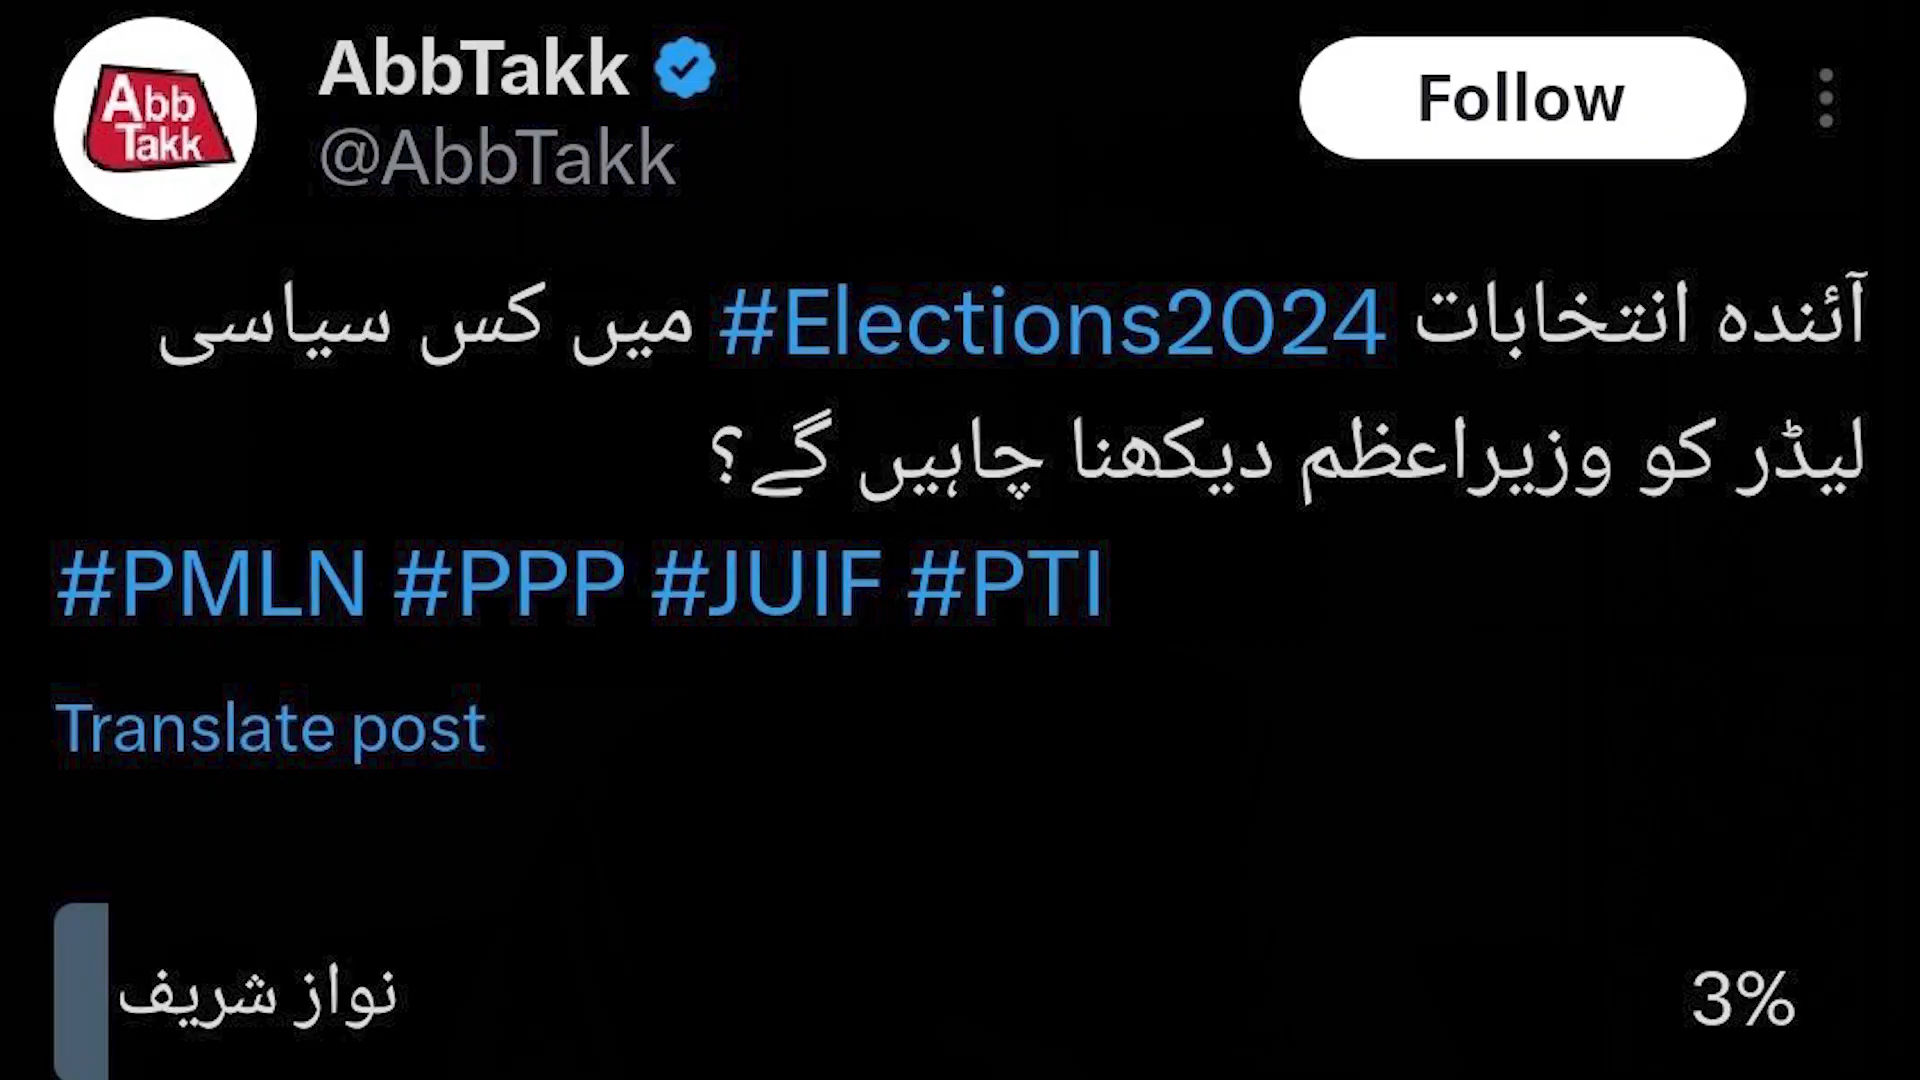 Abb
Takk
AbbTakk
@AbbTakk
Follow
آئندہ انتخابات #Elections2024 میں کس سیاسی
لیڈر کو وزیراعظم دیکھنا چاہیں گے؟
#PMLN #PPP #JUIF #PTI
Translate post
نواز شریف 3%